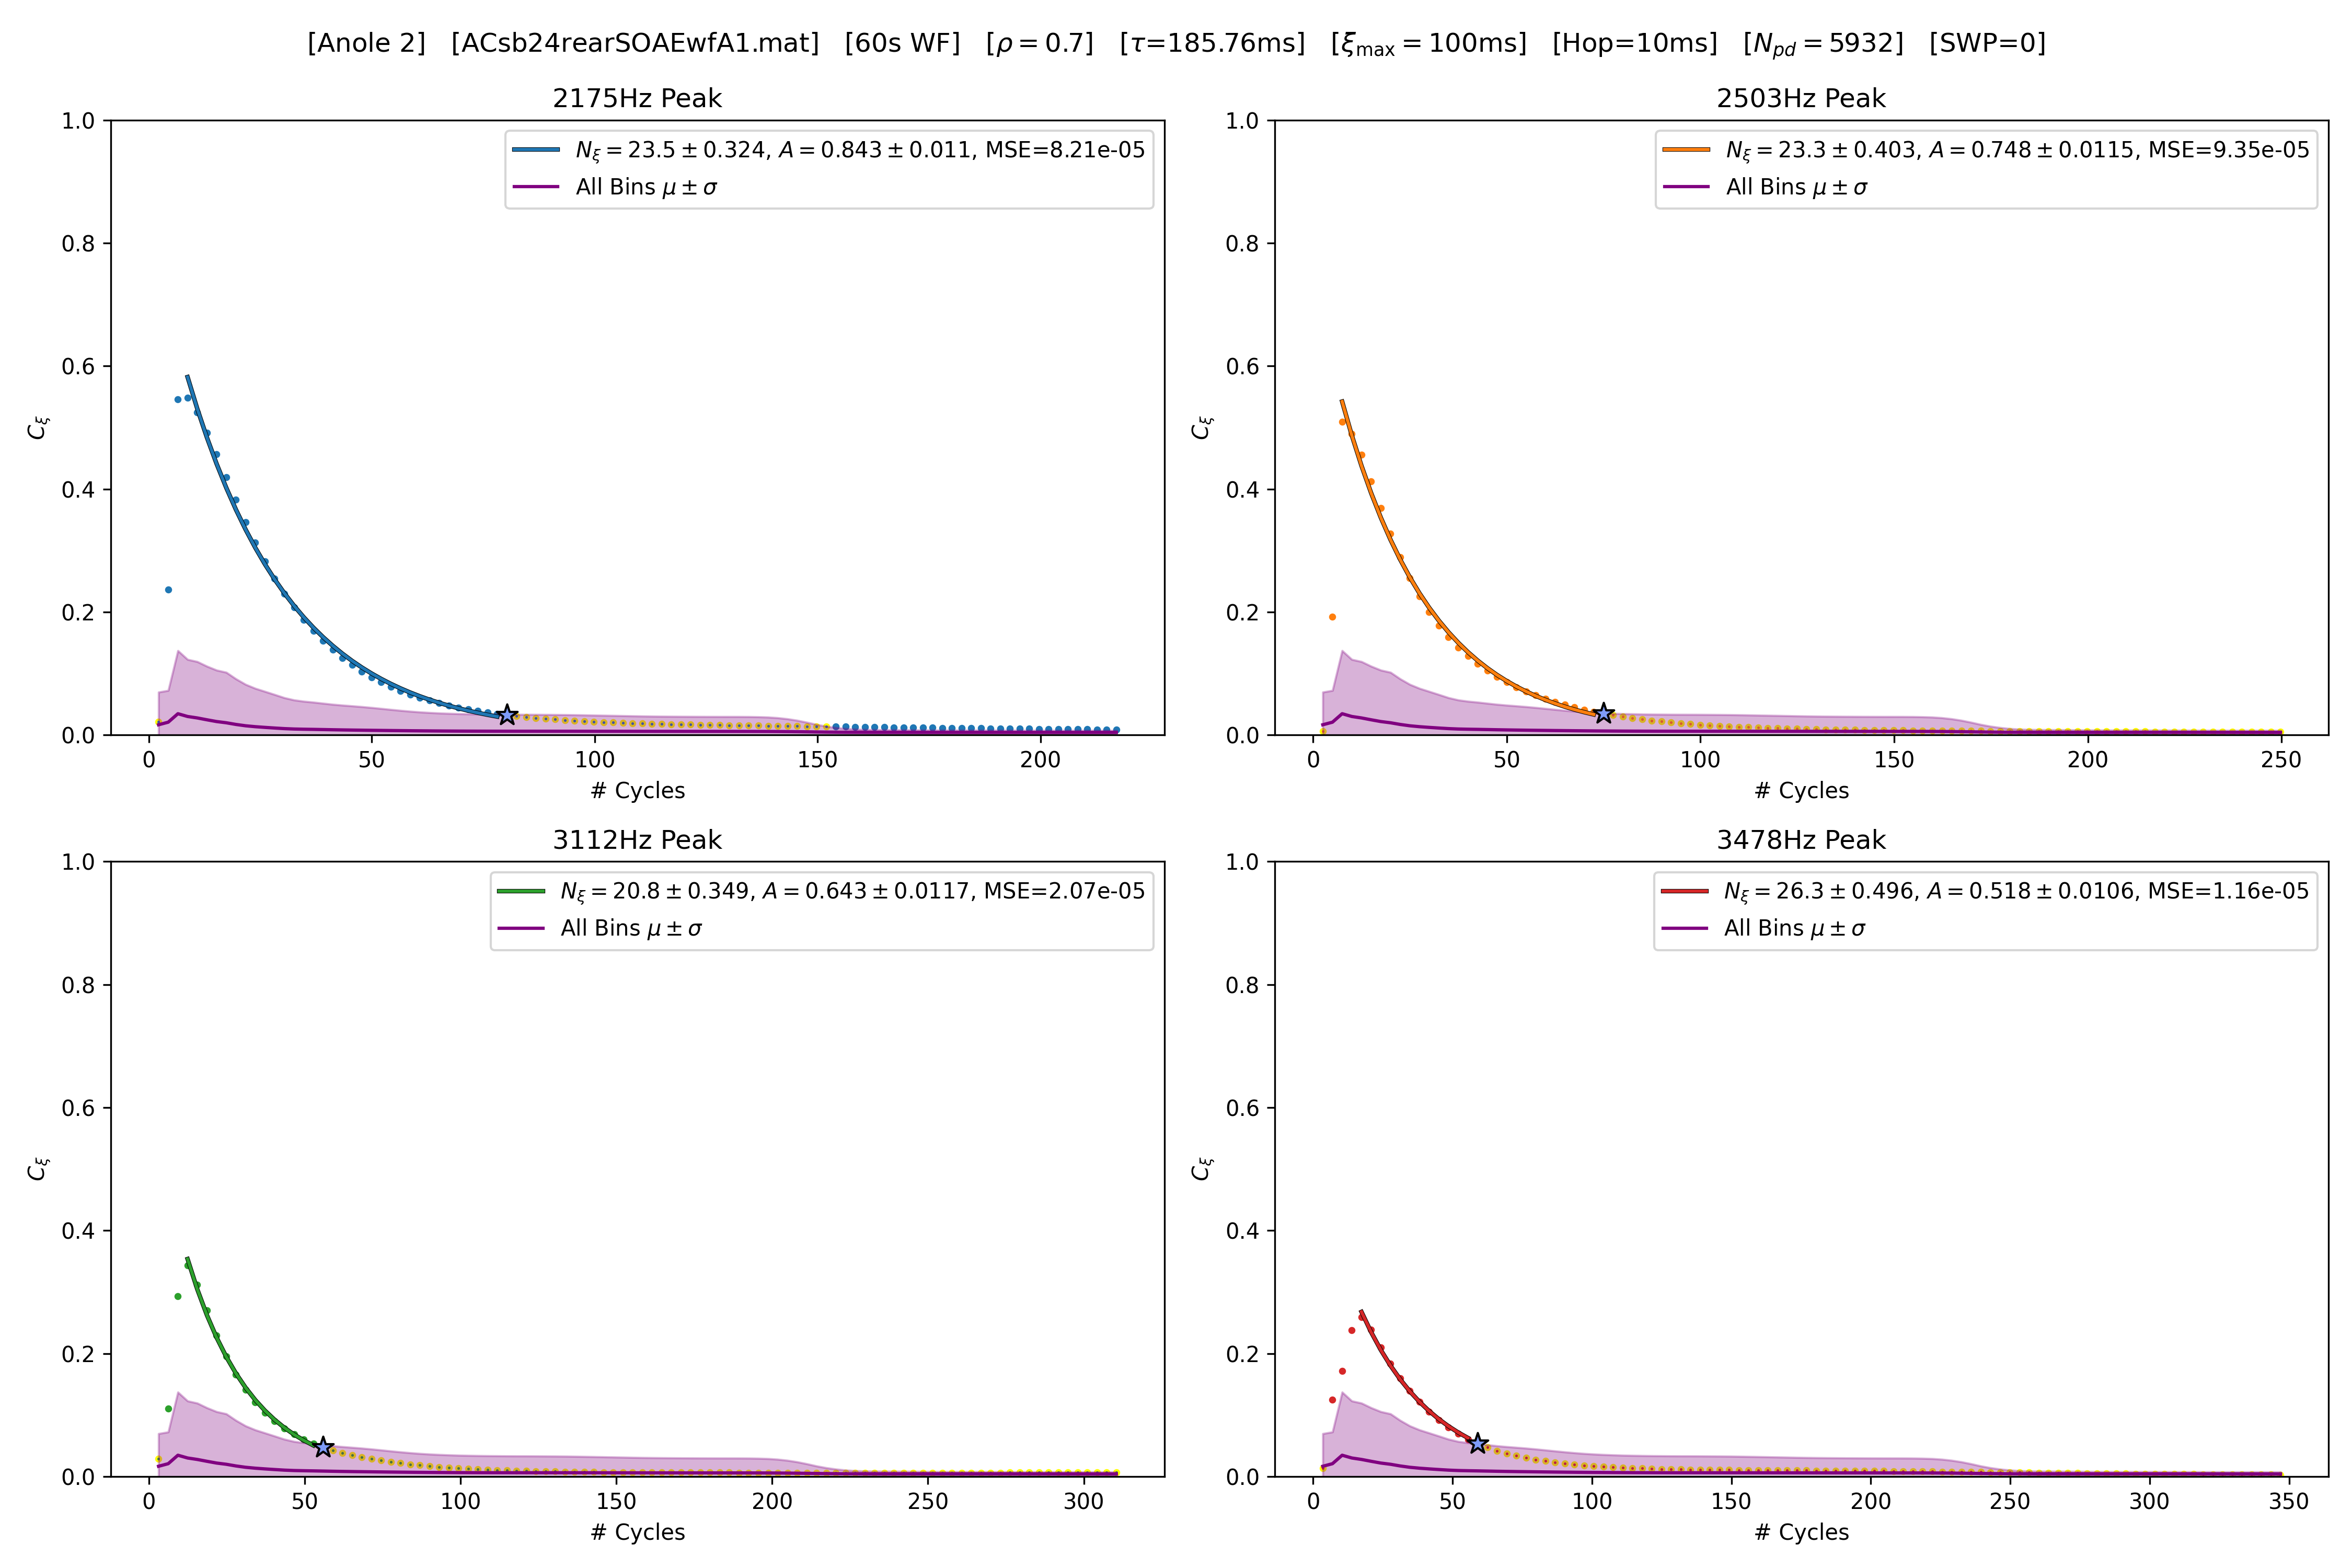 [Anole 2] [ACsb24rearSOAEwfA1.mat] [60s WF] [ρ = 0.7] [τ=185.76ms] [ξmax = 100ms] [Hop=10ms] [Npd = 5932] [SWP=0]
2175Hz Peak
Nξ = 23.5 ± 0.324, A = 0.843 ± 0.011, MSE=8.21e-05
All Bins μ ± σ
1.0
0.8
0.6
0.4
0.2
0.0
Cξ
0 50 100 150 200
# Cycles
2503Hz Peak
Nξ = 23.3 ± 0.403, A = 0.748 ± 0.0115, MSE=9.35e-05
All Bins μ ± σ
1.0
0.8
0.6
0.4
0.2
0.0
Cξ
0 50 100 150 200 250
# Cycles
3112Hz Peak
Nξ = 20.8 ± 0.349, A = 0.643 ± 0.0117, MSE=2.07e-05
All Bins μ ± σ
1.0
0.8
0.6
0.4
0.2
0.0
Cξ
0 50 100 150 200 250 300
# Cycles
3478Hz Peak
Nξ = 26.3 ± 0.496, A = 0.518 ± 0.0106, MSE=1.16e-05
All Bins μ ± σ
1.0
0.8
0.6
0.4
0.2
0.0
Cξ
0 50 100 150 200 250 300 350
# Cycles